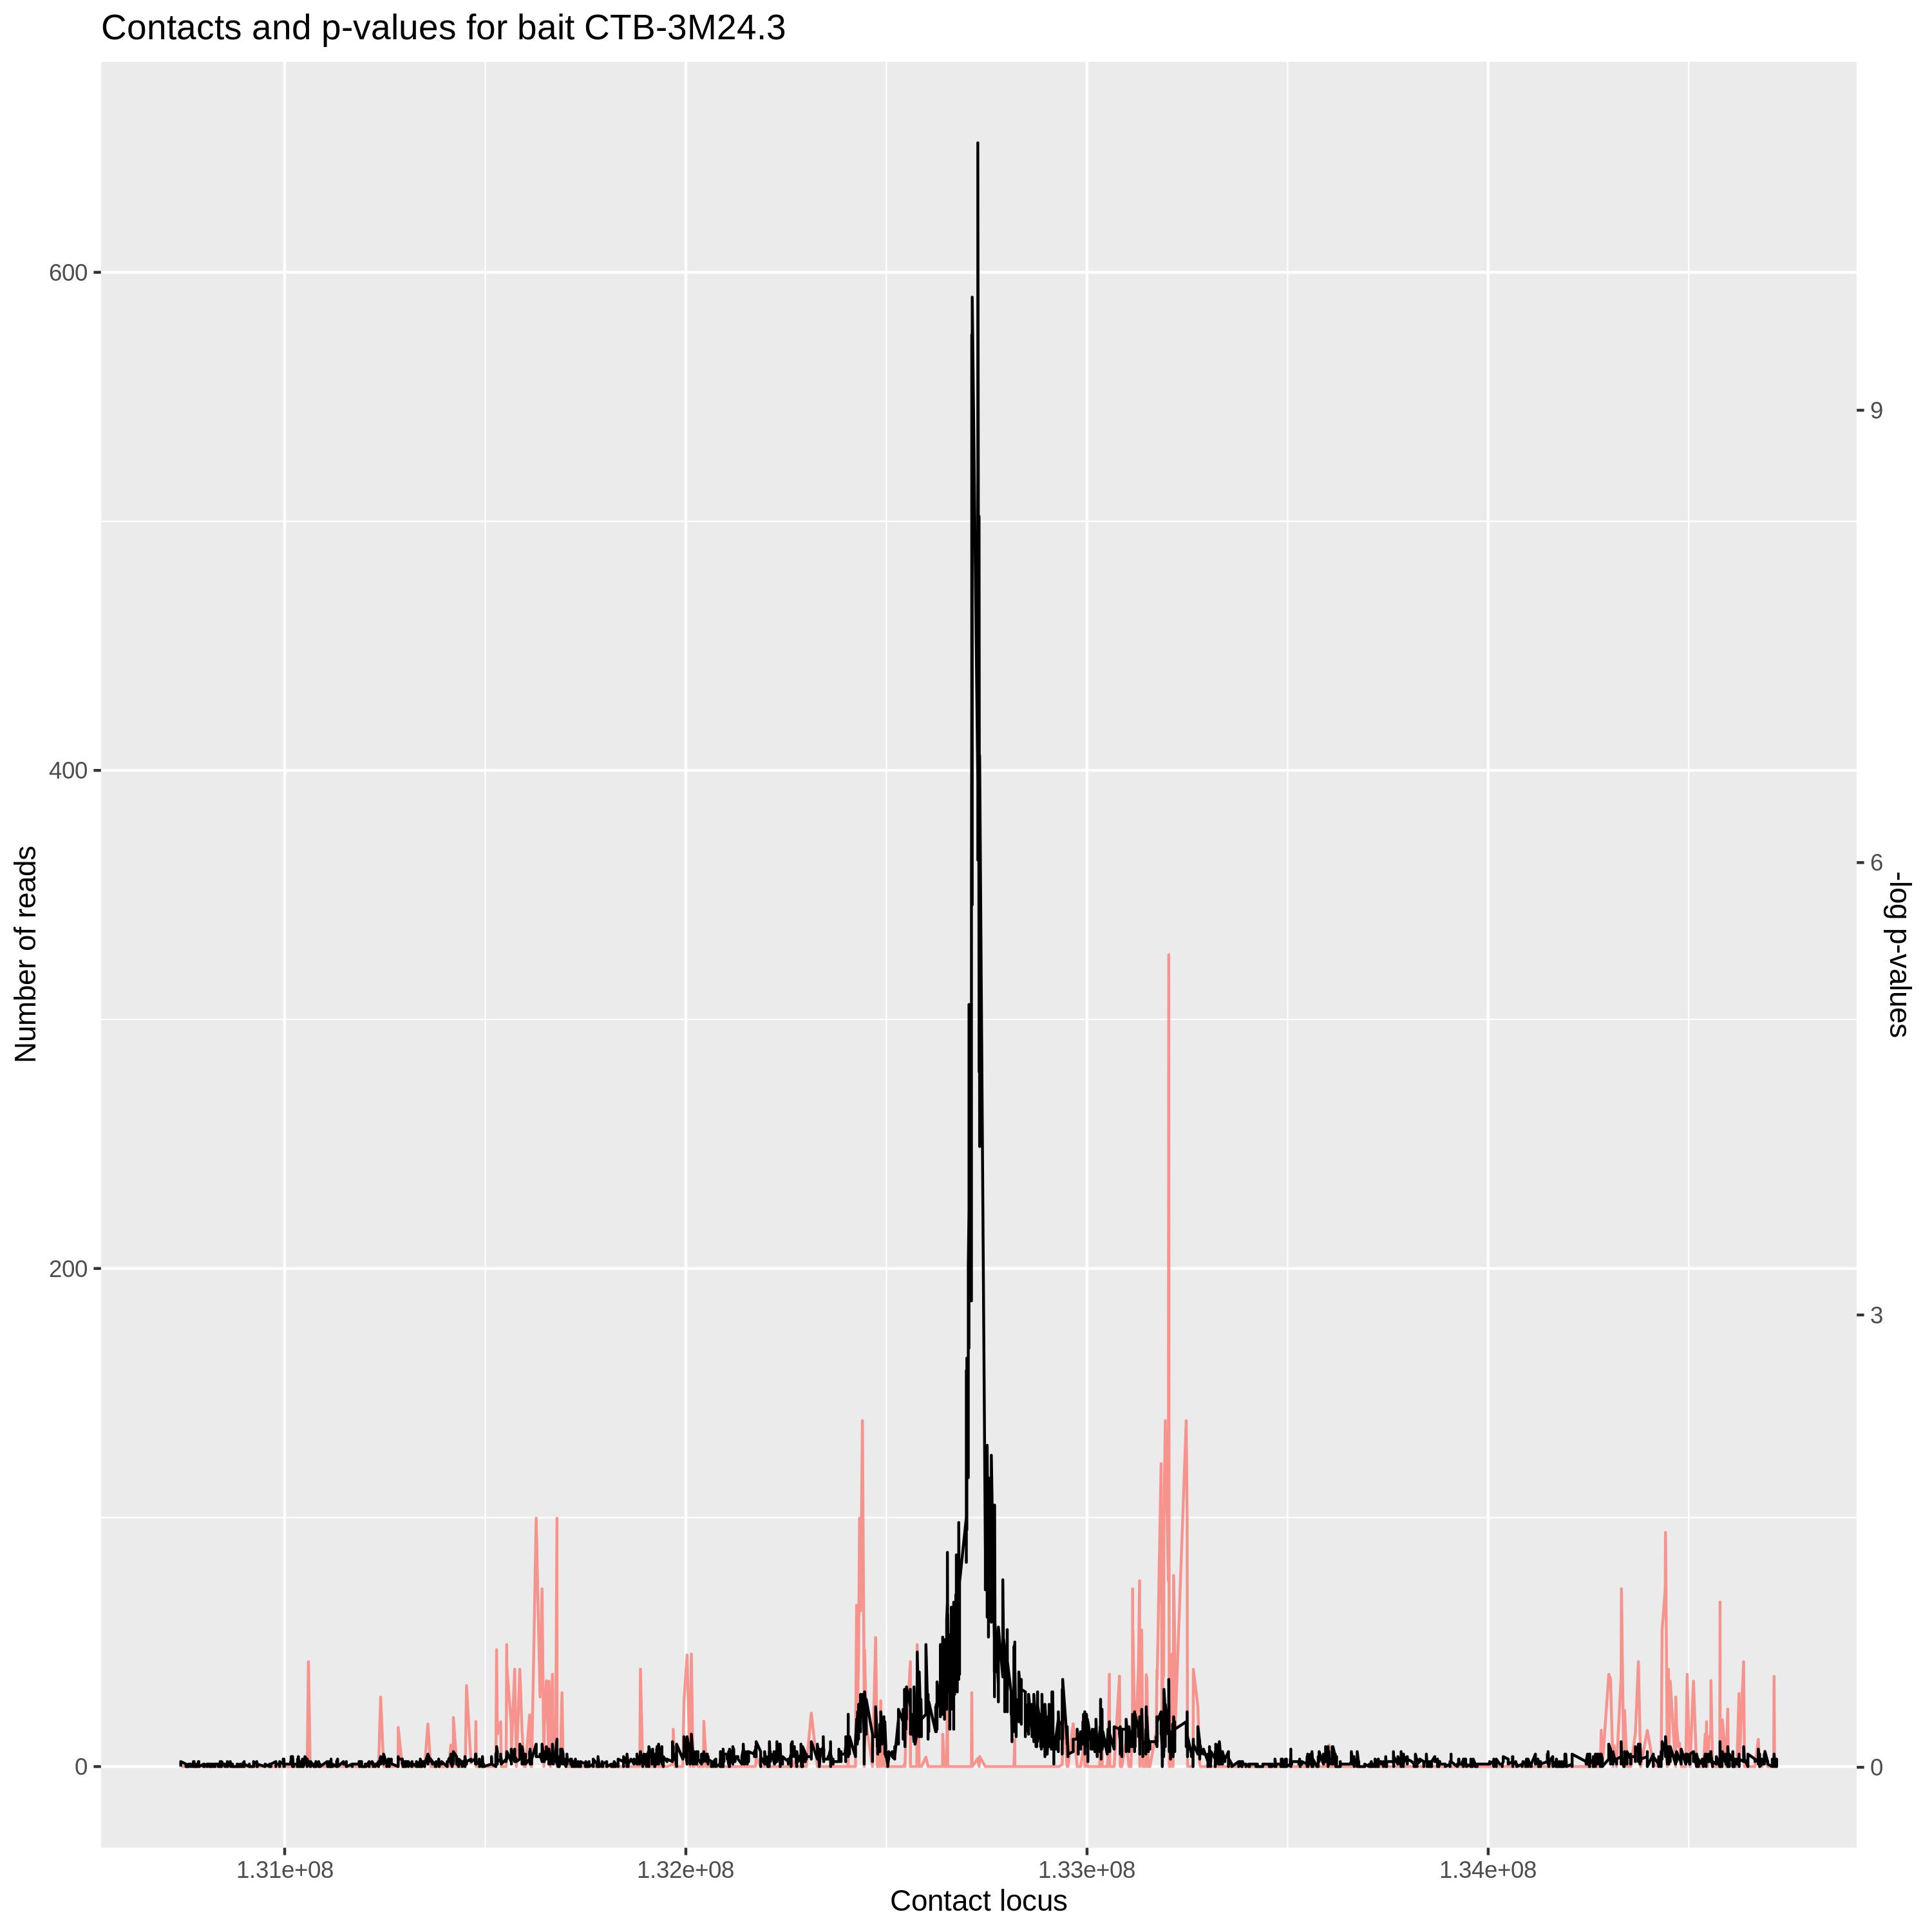 Contacts and p-values for bait CTB-3M24.3
600
400
200
0
Number of reads
9
6
3
0
-log p-values
1.31e+08
1.32e+08
1.33e+08
1.34e+08
Contact locus